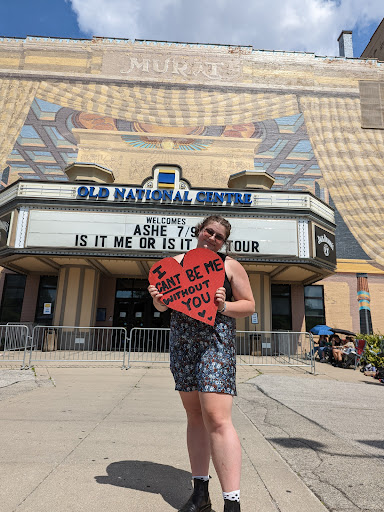 MURAT
OLD NATIONAL CENTRE
WELCOMES
ASHE 7/9
IS IT ME OR IS IT TOUR
I
CAN'T BE ME
WITHOUT
YOU